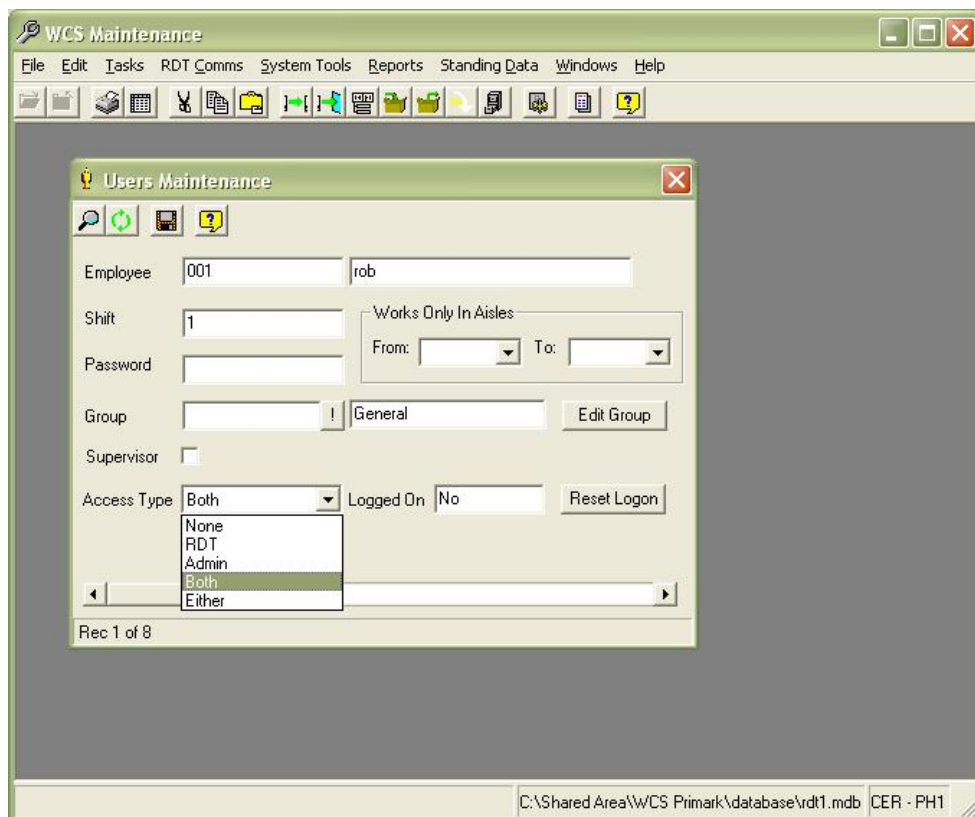 WCS Maintenance
File Edit Tasks RDT Comms System Tools Reports Standing Data Windows Help
Users Maintenance
Employee 001 rob
Shift 1
Works Only In Aisles
From: To:
Password
Group ! General Edit Group
Supervisor
Access Type Both Logged On No Reset Logon
None
RDT
Admin
Both
Either
Rec 1 of 8
C:\Shared Area\WCS Primark\database\rdt1.mdb CER - PH1